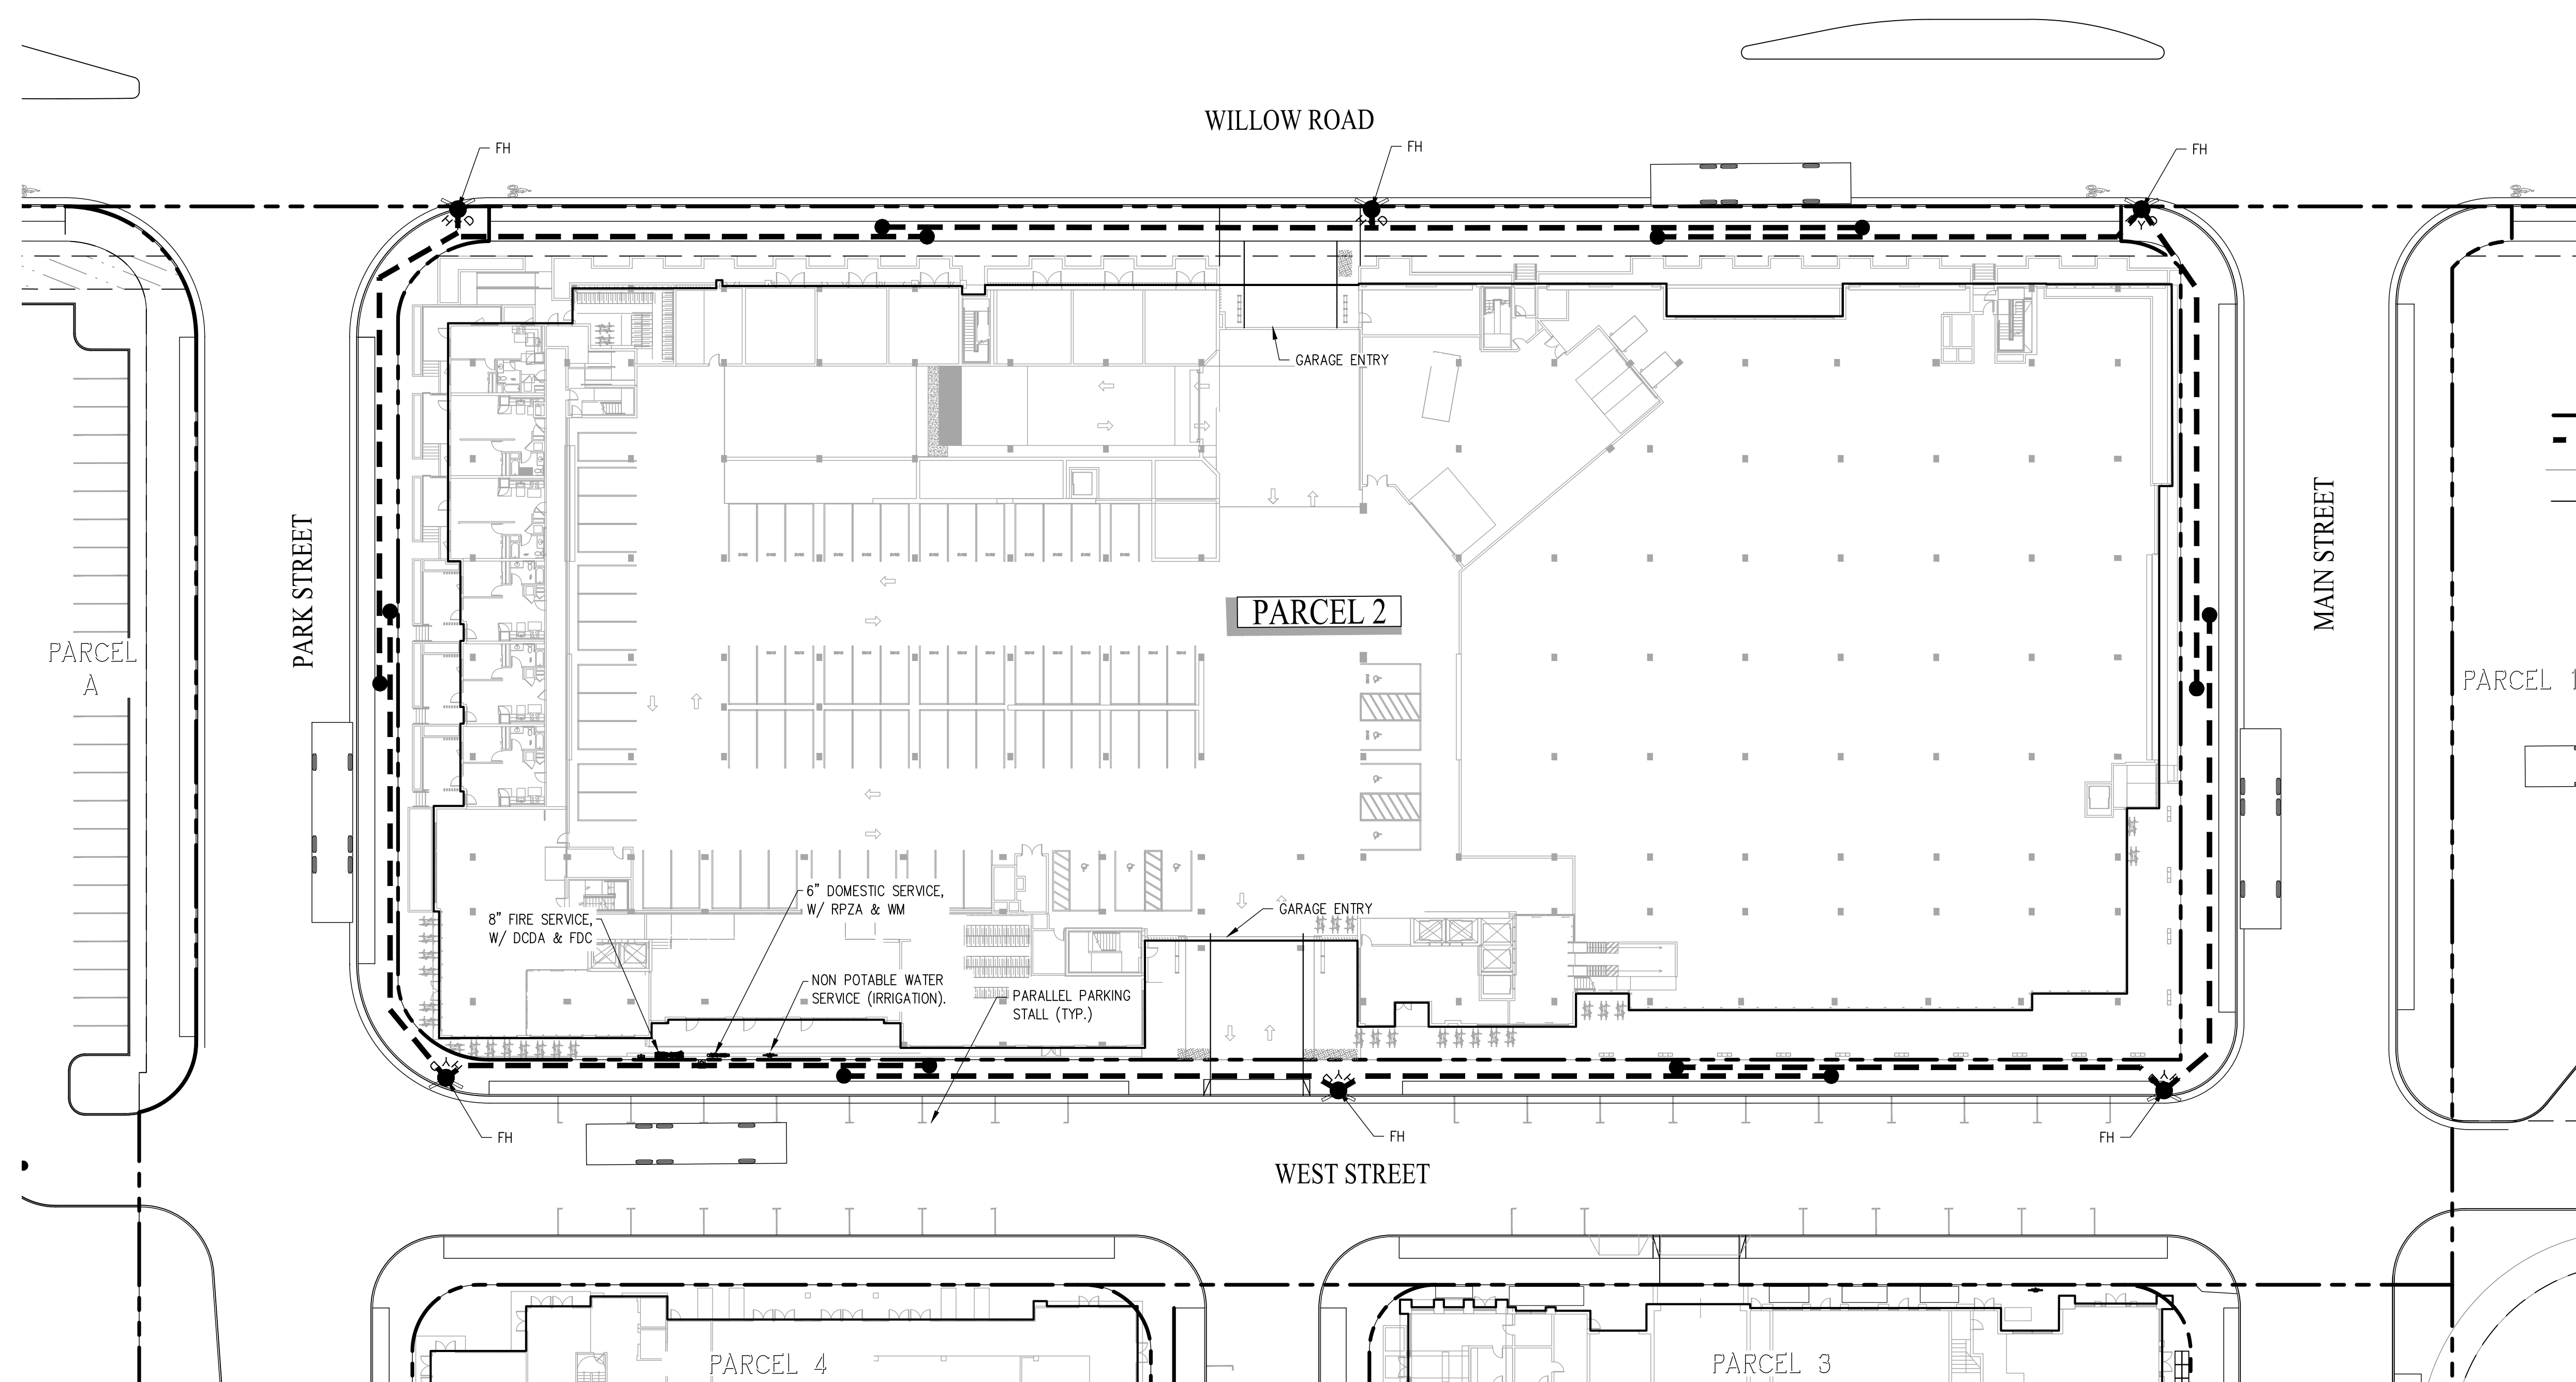 WILLOW ROAD
FH
FH
FH
GARAGE ENTRY
PARK STREET
MAIN STREET
PARCEL 2
PARCEL
A
PARCEL 1
6" DOMESTIC SERVICE,
W/ RPZA & WM
8" FIRE SERVICE,
W/ DCDA & FDC
GARAGE ENTRY
NON POTABLE WATER
SERVICE (IRRIGATION).
PARALLEL PARKING
STALL (TYP.)
FH
FH
FH
WEST STREET
PARCEL 4
PARCEL 3